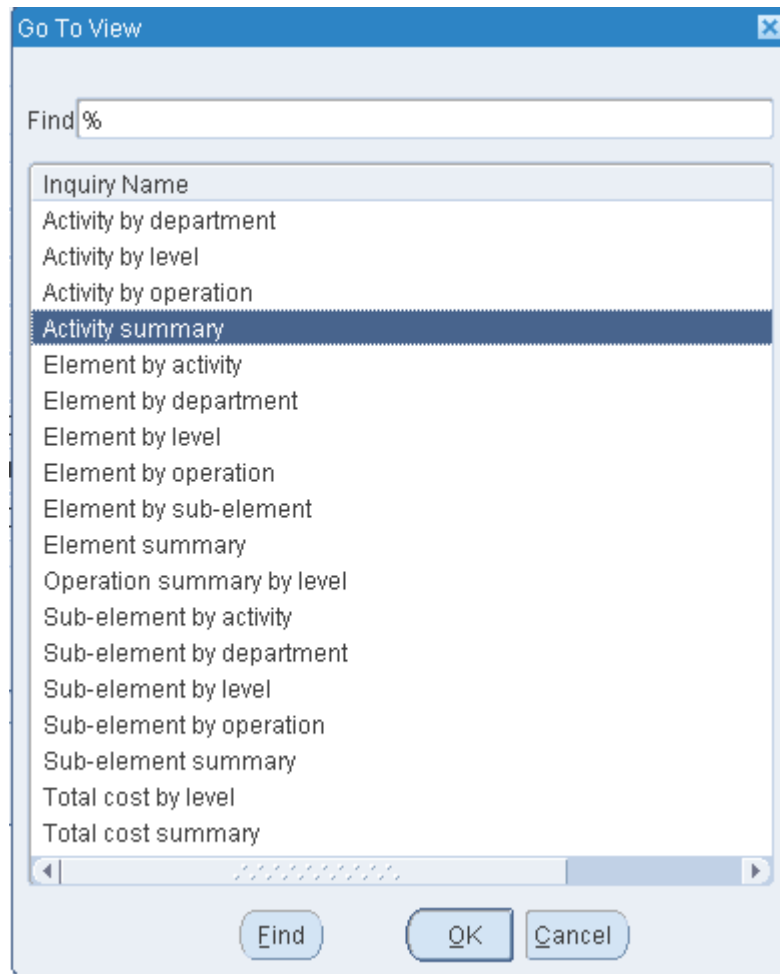 Go To View
Find %
Inquiry Name
Activity by department
Activity by level
Activity by operation
Activity summary
Element by activity
Element by department
Element by level
Element by operation
Element by sub-element
Element summary
Operation summary by level
Sub-element by activity
Sub-element by department
Sub-element by level
Sub-element by operation
Sub-element summary
Total cost by level
Total cost summary
Find OK Cancel